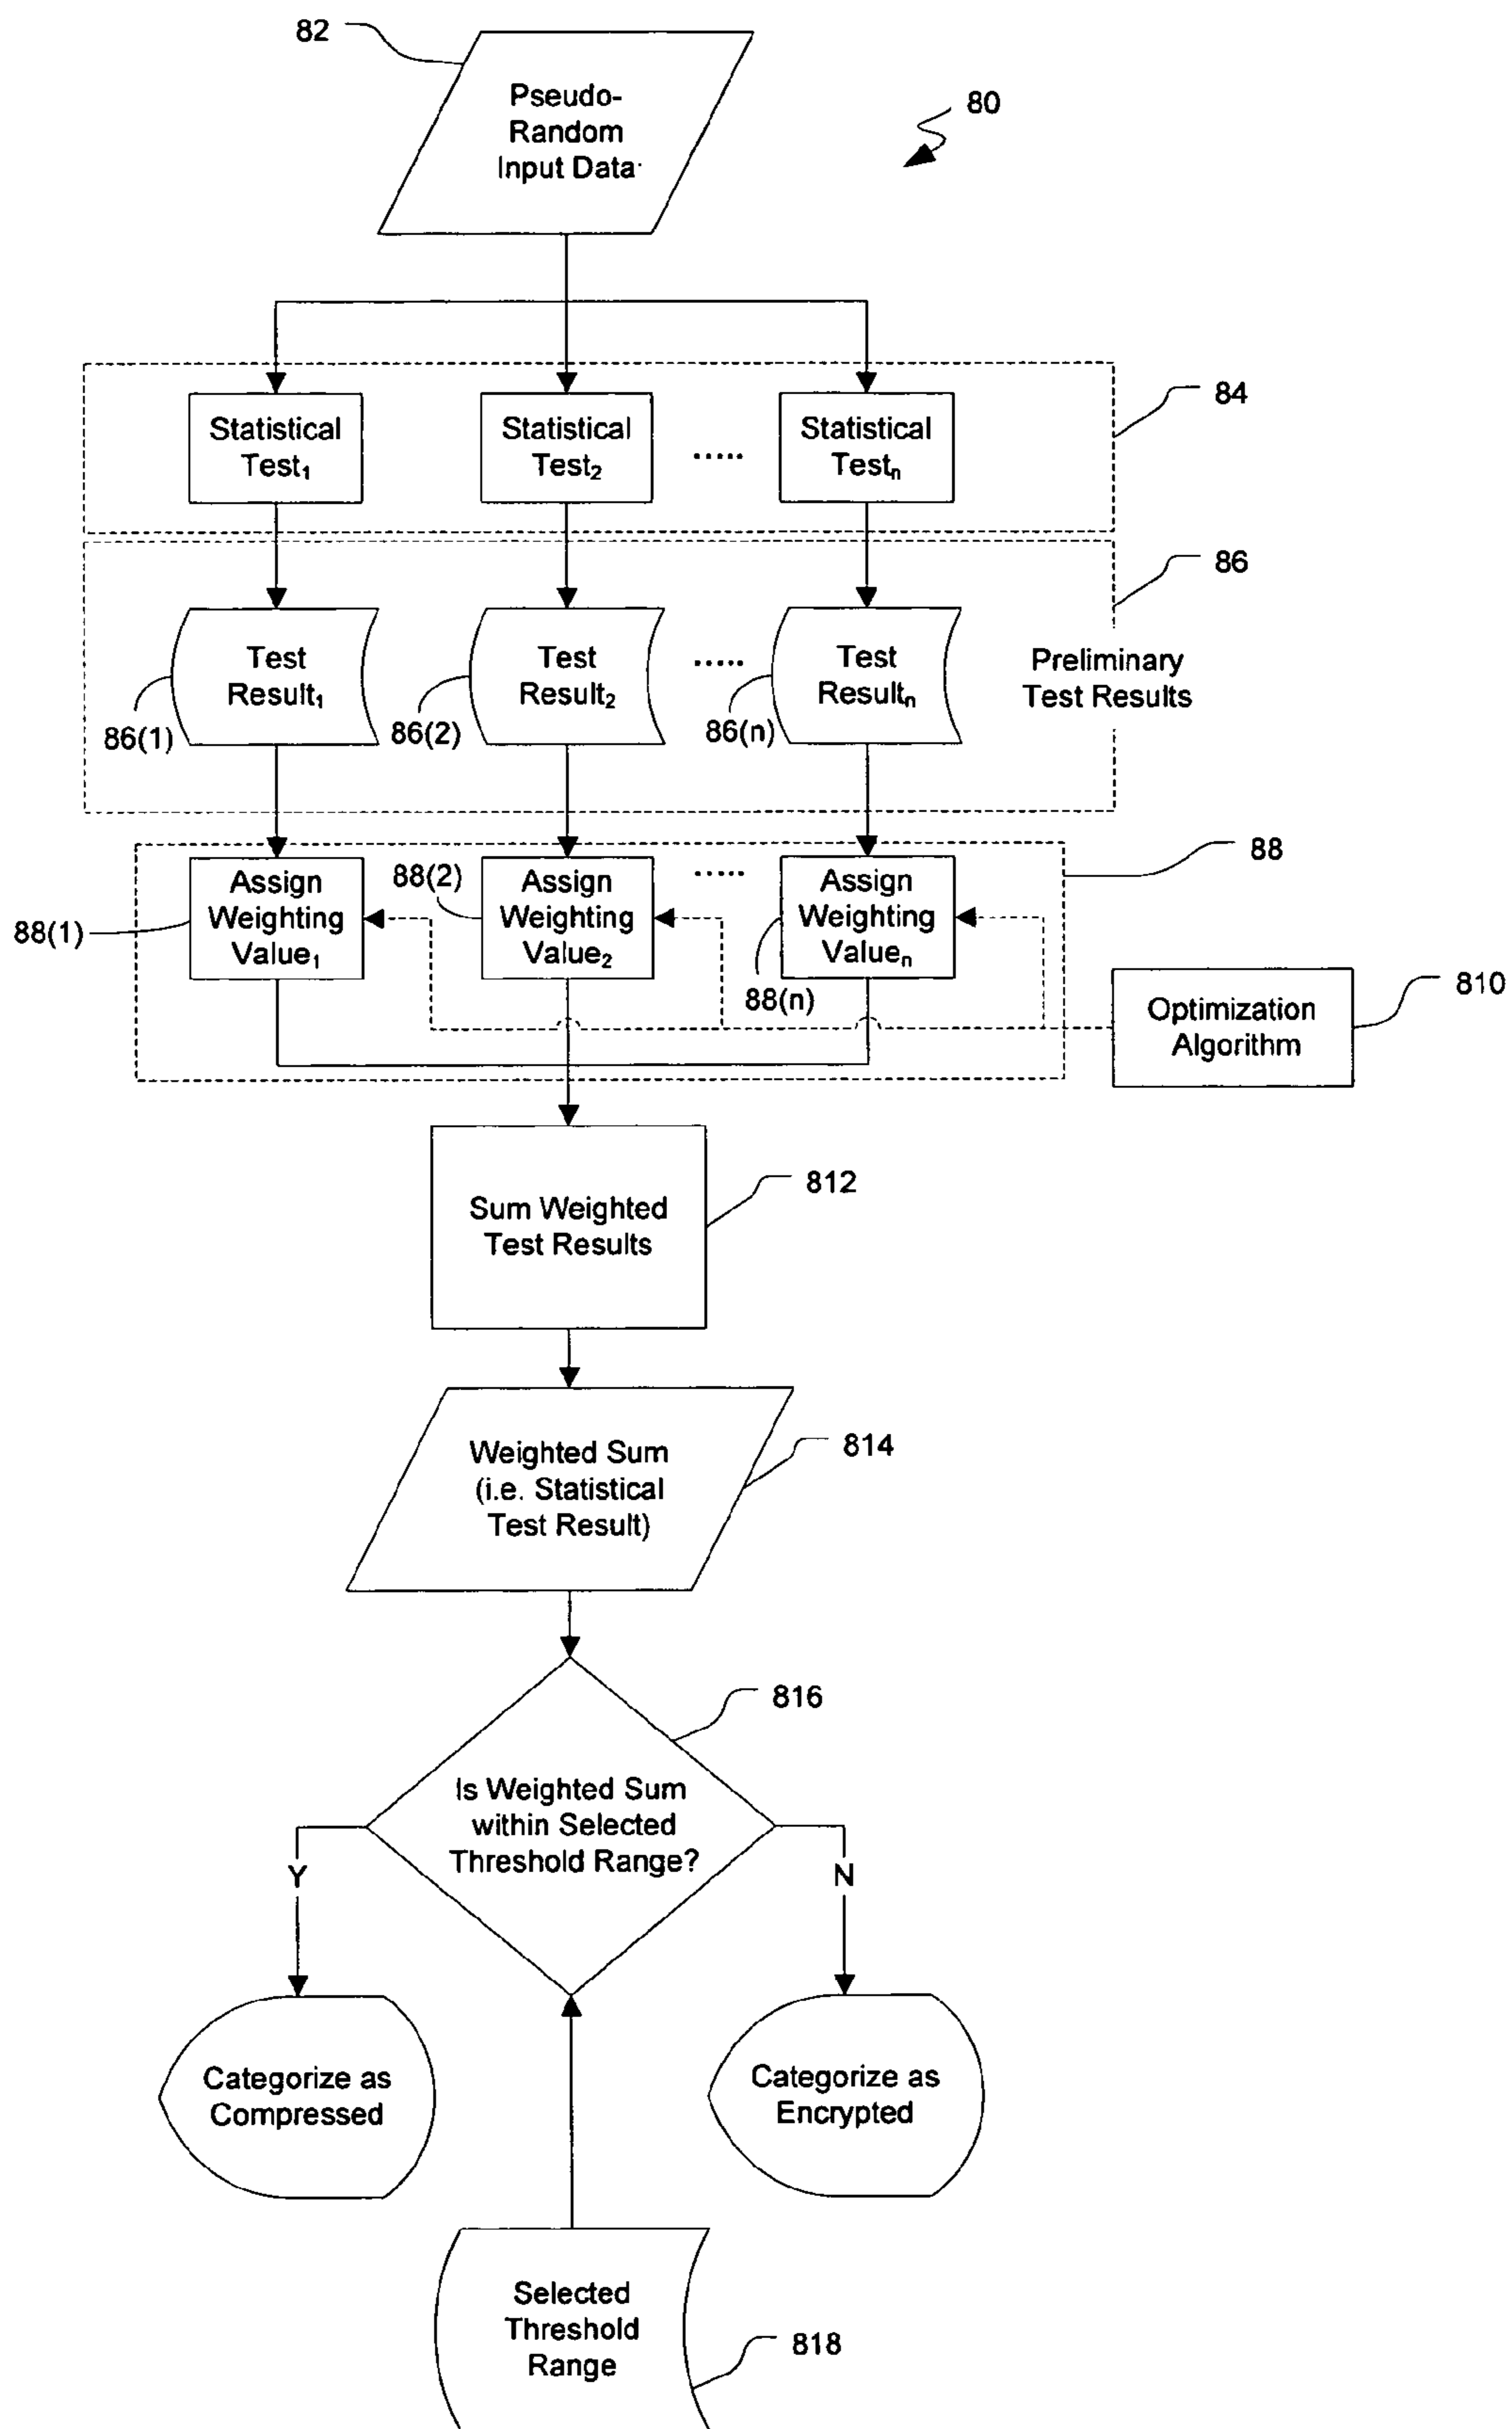 82
Pseudo-
Random
Input Data
80
84
Statistical
Test₁
Statistical
Test₂
.....
Statistical
Testₙ
86
Test
Result₁
Test
Result₂
.....
Test
Resultₙ
Preliminary
Test Results
86(1)
86(2)
86(n)
88
Assign
Weighting
Value₁
88(2)
Assign
Weighting
Value₂
.....
Assign
Weighting
Valueₙ
88(1)
88(n)
810
Optimization
Algorithm
812
Sum Weighted
Test Results
814
Weighted Sum
(i.e. Statistical
Test Result)
816
Is Weighted Sum
within Selected
Threshold Range?
Y
N
Categorize as
Compressed
Categorize as
Encrypted
Selected
Threshold
Range
818